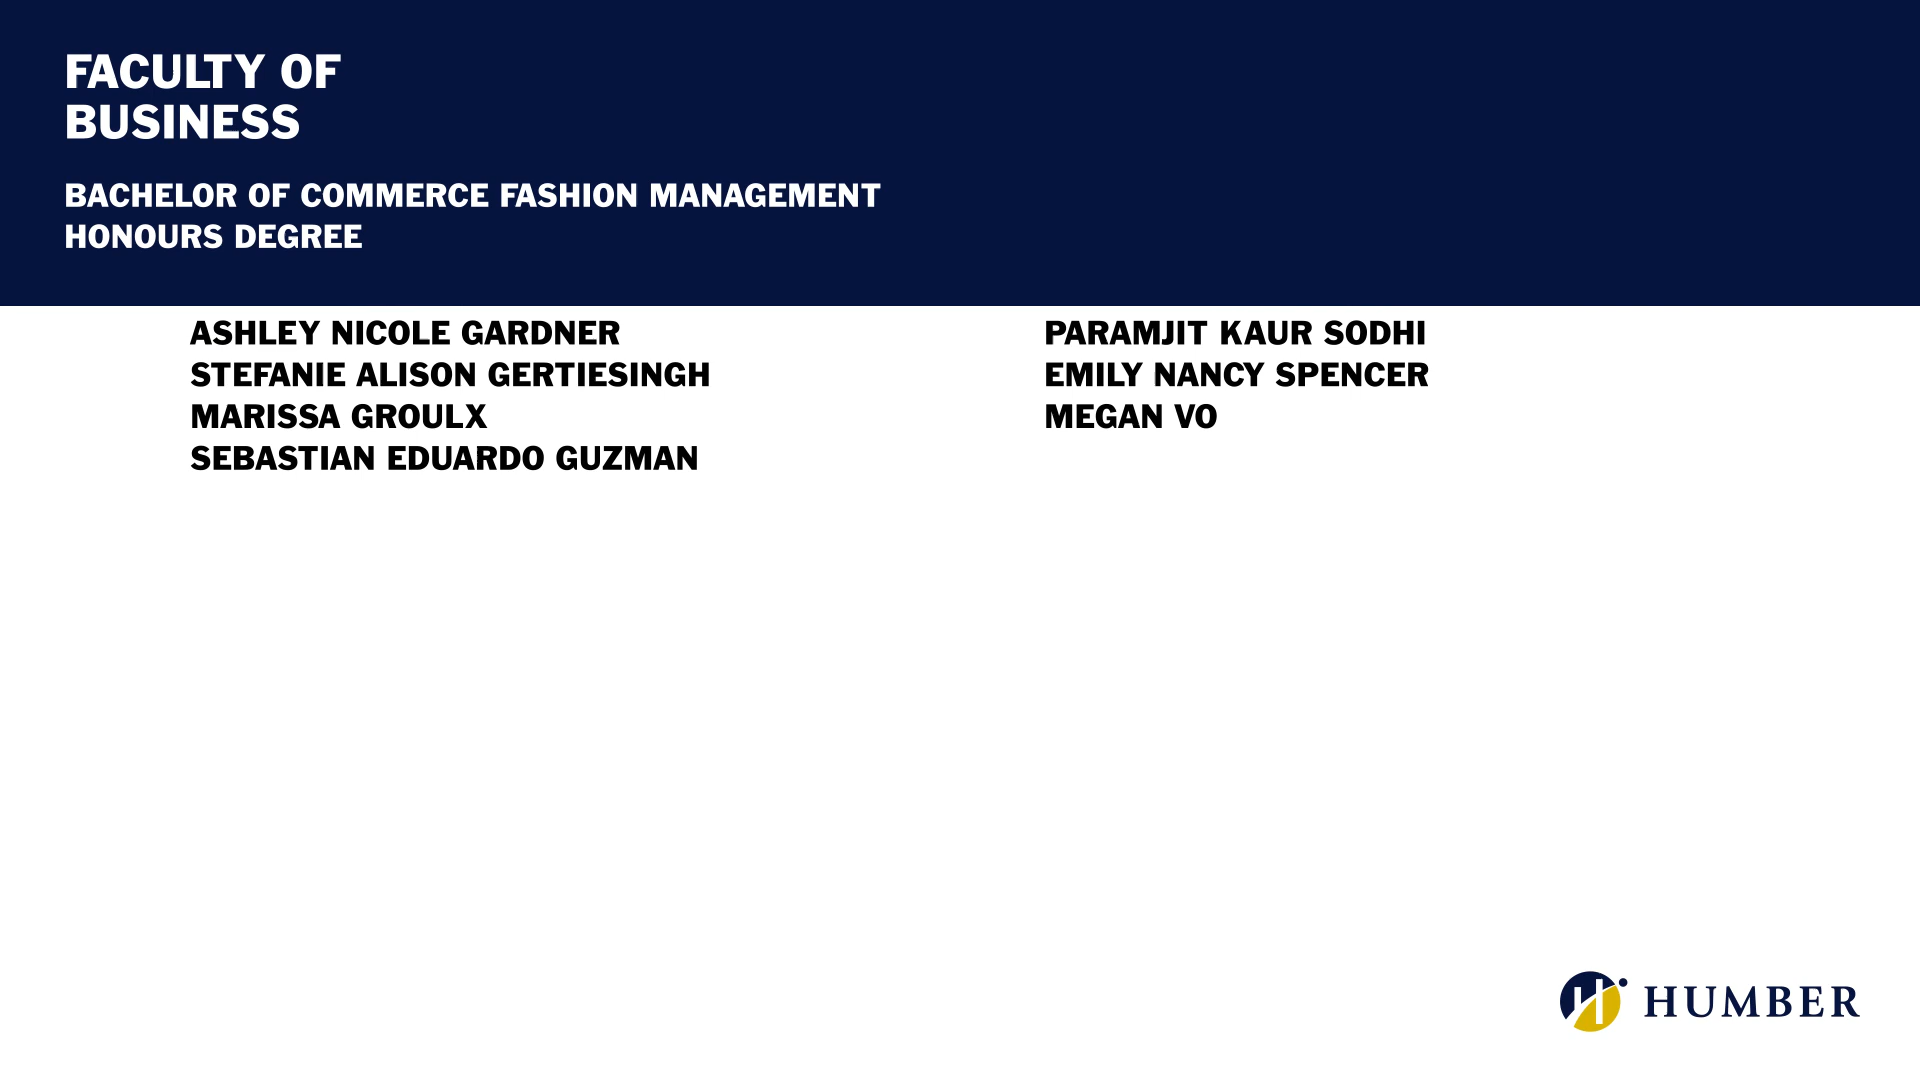 FACULTY OF
BUSINESS
BACHELOR OF COMMERCE FASHION MANAGEMENT
HONOURS DEGREE
ASHLEY NICOLE GARDNER
STEFANIE ALISON GERTIESINGH
MARISSA GROULX
SEBASTIAN EDUARDO GUZMAN
PARAMJIT KAUR SODHI
EMILY NANCY SPENCER
MEGAN VO
HUMBER